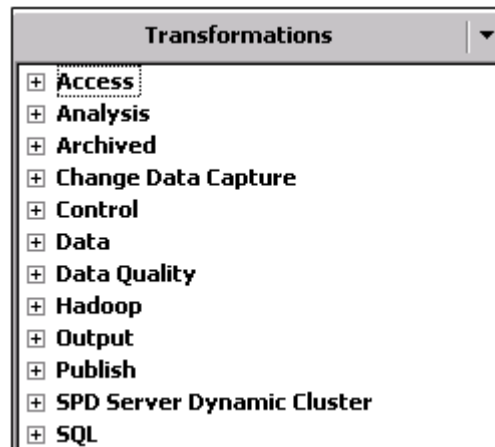 Transformations
Access
Analysis
Archived
Change Data Capture
Control
Data
Data Quality
Hadoop
Output
Publish
SPD Server Dynamic Cluster
SQL